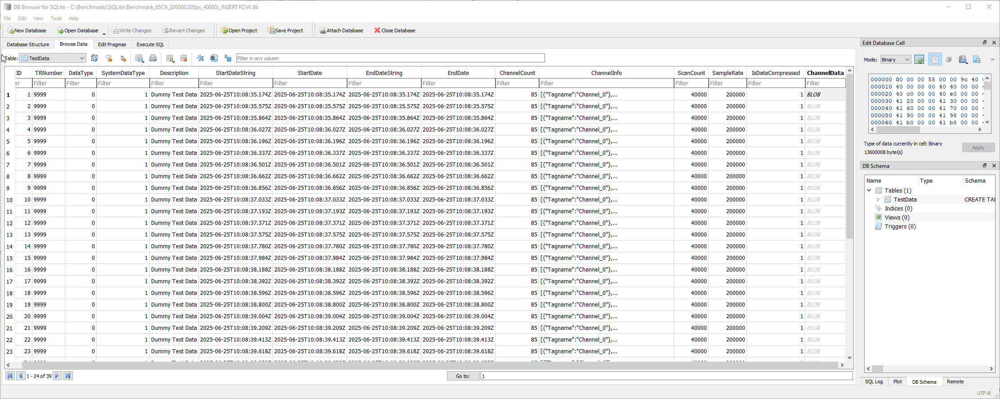 DB Browser for SQLite - C:\Benchmarks\SQLite\Benchmark_85Ch_200000.00Sps_40000s_INSERT ROW.db
File Edit View Tools Help
New Database Open Database Write Changes Revert Changes Open Project Save Project Attach Database Close Database
Database Structure Browse Data Edit Pragmas Execute SQL
Table: TestData Filter in any column
ID TRNumber DataType SystemDataType Description StartDateString StartDate EndDateString EndDate ChannelCount ChannelInfo ScanCount SampleRate IsDataCompressed ChannelData
er Filter Filter Filter Filter Filter Filter Filter Filter Filter Filter Filter Filter Filter Filter
1 1 9999 0 1 Dummy Test Data 2025-06-25T10:08:35.174Z 2025-06-25T10:08:35.174Z 2025-06-25T10:08:35.174Z 2025-06-25T10:08:35.174Z 85 [{"Tagname":"Channel_0"},... 40000 200000 1 BLOB
2 2 9999 0 1 Dummy Test Data 2025-06-25T10:08:35.575Z 2025-06-25T10:08:35.575Z 2025-06-25T10:08:35.575Z 2025-06-25T10:08:35.575Z 85 [{"Tagname":"Channel_0"},... 40000 200000 1 BLOB
3 3 9999 0 1 Dummy Test Data 2025-06-25T10:08:35.864Z 2025-06-25T10:08:35.864Z 2025-06-25T10:08:35.864Z 2025-06-25T10:08:35.864Z 85 [{"Tagname":"Channel_0"},... 40000 200000 1 BLOB
4 4 9999 0 1 Dummy Test Data 2025-06-25T10:08:36.027Z 2025-06-25T10:08:36.027Z 2025-06-25T10:08:36.027Z 2025-06-25T10:08:36.027Z 85 [{"Tagname":"Channel_0"},... 40000 200000 1 BLOB
5 5 9999 0 1 Dummy Test Data 2025-06-25T10:08:36.196Z 2025-06-25T10:08:36.196Z 2025-06-25T10:08:36.196Z 2025-06-25T10:08:36.196Z 85 [{"Tagname":"Channel_0"},... 40000 200000 1 BLOB
6 6 9999 0 1 Dummy Test Data 2025-06-25T10:08:36.337Z 2025-06-25T10:08:36.337Z 2025-06-25T10:08:36.337Z 2025-06-25T10:08:36.337Z 85 [{"Tagname":"Channel_0"},... 40000 200000 1 BLOB
7 7 9999 0 1 Dummy Test Data 2025-06-25T10:08:36.501Z 2025-06-25T10:08:36.501Z 2025-06-25T10:08:36.501Z 2025-06-25T10:08:36.501Z 85 [{"Tagname":"Channel_0"},... 40000 200000 1 BLOB
8 8 9999 0 1 Dummy Test Data 2025-06-25T10:08:36.662Z 2025-06-25T10:08:36.662Z 2025-06-25T10:08:36.662Z 2025-06-25T10:08:36.662Z 85 [{"Tagname":"Channel_0"},... 40000 200000 1 BLOB
9 9 9999 0 1 Dummy Test Data 2025-06-25T10:08:36.856Z 2025-06-25T10:08:36.856Z 2025-06-25T10:08:36.856Z 2025-06-25T10:08:36.856Z 85 [{"Tagname":"Channel_0"},... 40000 200000 1 BLOB
10 10 9999 0 1 Dummy Test Data 2025-06-25T10:08:37.033Z 2025-06-25T10:08:37.033Z 2025-06-25T10:08:37.033Z 2025-06-25T10:08:37.033Z 85 [{"Tagname":"Channel_0"},... 40000 200000 1 BLOB
11 11 9999 0 1 Dummy Test Data 2025-06-25T10:08:37.193Z 2025-06-25T10:08:37.193Z 2025-06-25T10:08:37.193Z 2025-06-25T10:08:37.193Z 85 [{"Tagname":"Channel_0"},... 40000 200000 1 BLOB
12 12 9999 0 1 Dummy Test Data 2025-06-25T10:08:37.371Z 2025-06-25T10:08:37.371Z 2025-06-25T10:08:37.371Z 2025-06-25T10:08:37.371Z 85 [{"Tagname":"Channel_0"},... 40000 200000 1 BLOB
13 13 9999 0 1 Dummy Test Data 2025-06-25T10:08:37.575Z 2025-06-25T10:08:37.575Z 2025-06-25T10:08:37.575Z 2025-06-25T10:08:37.575Z 85 [{"Tagname":"Channel_0"},... 40000 200000 1 BLOB
14 14 9999 0 1 Dummy Test Data 2025-06-25T10:08:37.780Z 2025-06-25T10:08:37.780Z 2025-06-25T10:08:37.780Z 2025-06-25T10:08:37.780Z 85 [{"Tagname":"Channel_0"},... 40000 200000 1 BLOB
15 15 9999 0 1 Dummy Test Data 2025-06-25T10:08:37.984Z 2025-06-25T10:08:37.984Z 2025-06-25T10:08:37.984Z 2025-06-25T10:08:37.984Z 85 [{"Tagname":"Channel_0"},... 40000 200000 1 BLOB
16 16 9999 0 1 Dummy Test Data 2025-06-25T10:08:38.188Z 2025-06-25T10:08:38.188Z 2025-06-25T10:08:38.188Z 2025-06-25T10:08:38.188Z 85 [{"Tagname":"Channel_0"},... 40000 200000 1 BLOB
17 17 9999 0 1 Dummy Test Data 2025-06-25T10:08:38.392Z 2025-06-25T10:08:38.392Z 2025-06-25T10:08:38.392Z 2025-06-25T10:08:38.392Z 85 [{"Tagname":"Channel_0"},... 40000 200000 1 BLOB
18 18 9999 0 1 Dummy Test Data 2025-06-25T10:08:38.596Z 2025-06-25T10:08:38.596Z 2025-06-25T10:08:38.596Z 2025-06-25T10:08:38.596Z 85 [{"Tagname":"Channel_0"},... 40000 200000 1 BLOB
19 19 9999 0 1 Dummy Test Data 2025-06-25T10:08:38.800Z 2025-06-25T10:08:38.800Z 2025-06-25T10:08:38.800Z 2025-06-25T10:08:38.800Z 85 [{"Tagname":"Channel_0"},... 40000 200000 1 BLOB
20 20 9999 0 1 Dummy Test Data 2025-06-25T10:08:39.004Z 2025-06-25T10:08:39.004Z 2025-06-25T10:08:39.004Z 2025-06-25T10:08:39.004Z 85 [{"Tagname":"Channel_0"},... 40000 200000 1 BLOB
21 21 9999 0 1 Dummy Test Data 2025-06-25T10:08:39.209Z 2025-06-25T10:08:39.209Z 2025-06-25T10:08:39.209Z 2025-06-25T10:08:39.209Z 85 [{"Tagname":"Channel_0"},... 40000 200000 1 BLOB
22 22 9999 0 1 Dummy Test Data 2025-06-25T10:08:39.413Z 2025-06-25T10:08:39.413Z 2025-06-25T10:08:39.413Z 2025-06-25T10:08:39.413Z 85 [{"Tagname":"Channel_0"},... 40000 200000 1 BLOB
23 23 9999 0 1 Dummy Test Data 2025-06-25T10:08:39.618Z 2025-06-25T10:08:39.618Z 2025-06-25T10:08:39.618Z 2025-06-25T10:08:39.618Z 85 [{"Tagname":"Channel_0"},... 40000 200000 1 BLOB
1 - 24 of 39 Go to: 1
Edit Database Cell
Mode: Binary
000000 00 00 00 55 00 00 9c 40
000010 40 00 00 00 40 40 00 00
000020 40 c0 00 00 40 e0 00 00
000030 41 20 00 00 41 30 00 00
000040 41 60 00 00 41 70 00 00
000050 41 90 00 00 41 98 00 00
000060 41 b0 00 00 41 b8 00 00
Type of data currently in cell: Binary
13600008 byte(s)
Apply
DB Schema
Name Type Schema
Tables (1)
TestData CREATE TA
Indices (0)
Views (0)
Triggers (0)
SQL Log Plot DB Schema Remote
UTF-8